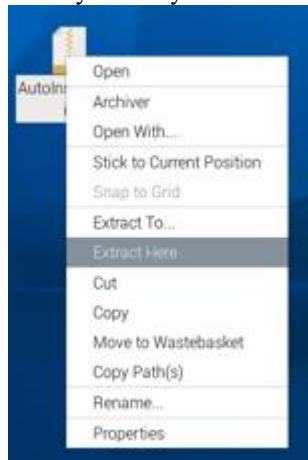 Open
AutoIn
Archiver
Open With...
Stick to Current Position
Snap to Grid
Extract To...
Extract Here
Cut
Copy
Move to Wastebasket
Copy Path(s)
Rename...
Properties